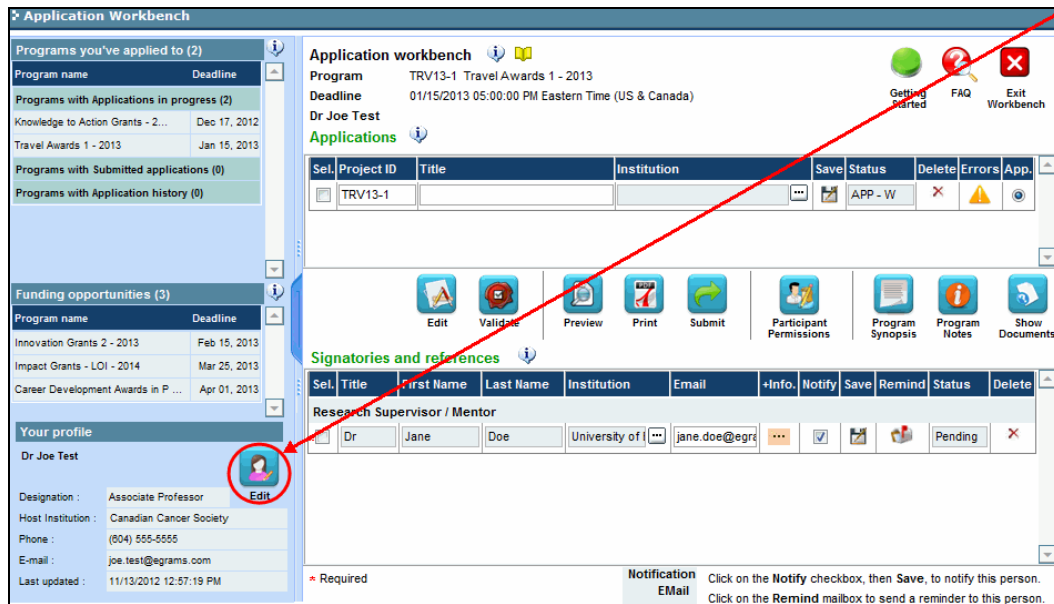 Application Workbench
Programs you've applied to (2)
Program name Deadline
Programs with Applications in progress (2)
Knowledge to Action Grants - 2... Dec 17, 2012
Travel Awards 1 - 2013 Jan 15, 2013
Programs with Submitted applications (0)
Programs with Application history (0)
Funding opportunities (3)
Program name Deadline
Innovation Grants 2 - 2013 Feb 15, 2013
Impact Grants - LOI - 2014 Mar 25, 2013
Career Development Awards in P ... Apr 01, 2013
Your profile
Dr Joe Test
Edit
Designation : Associate Professor
Host Institution : Canadian Cancer Society
Phone : (604) 555-5555
E-mail : joe.test@egrams.com
Last updated : 11/13/2012 12:57:19 PM
Application workbench
Program TRV13-1 Travel Awards 1 - 2013
Deadline 01/15/2013 05:00:00 PM Eastern Time (US & Canada)
Dr Joe Test
Getting Started
FAQ
Exit Workbench
Applications
Sel. Project ID Title Institution Save Status Delete Errors App.
TRV13-1 ... APP - W
Edit Validate Preview Print Submit Participant Permissions Program Synopsis Program Notes Show Documents
Signatories and references
Sel. Title First Name Last Name Institution Email +Info. Notify Save Remind Status Delete
Research Supervisor / Mentor
Dr Jane Doe University of l ... jane.doe@egra ... Pending
* Required
Notification EMail
Click on the Notify checkbox, then Save, to notify this person.
Click on the Remind mailbox to send a reminder to this person.